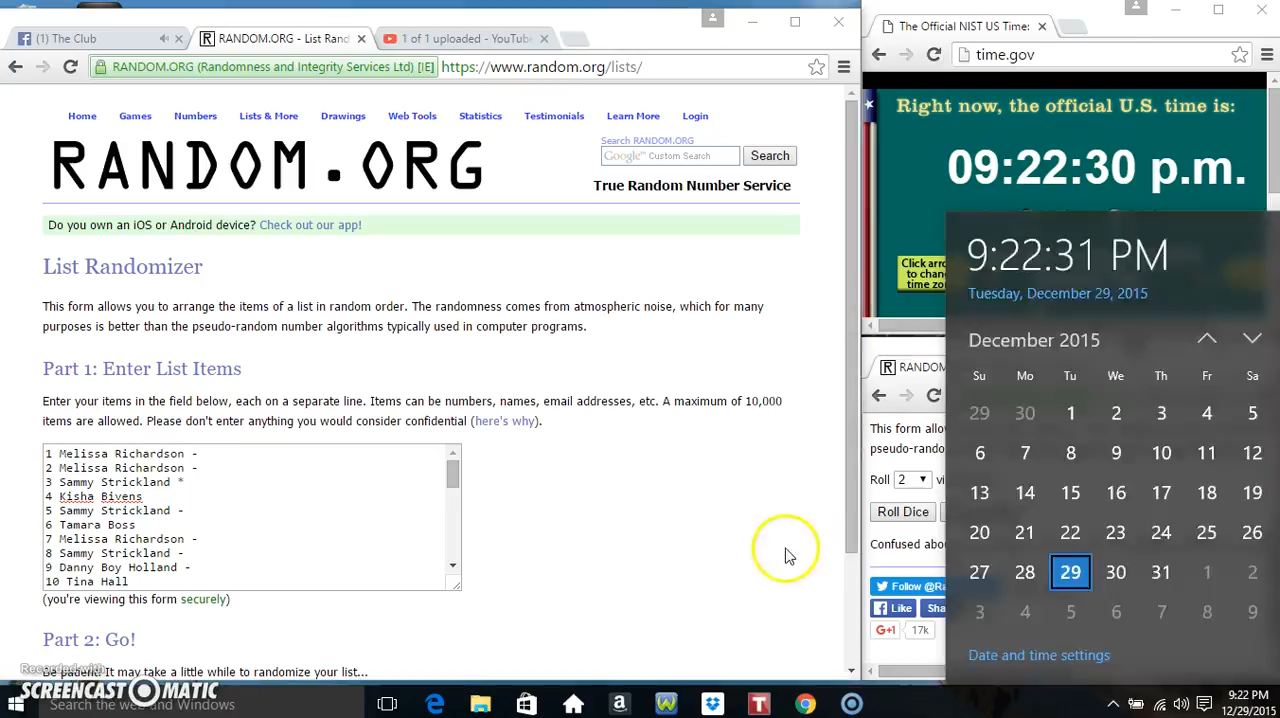 (1) The Club
RANDOM.ORG - List Rand
1 of 1 uploaded - YouTube
RANDOM.ORG (Randomness and Integrity Services Ltd) [IE]
https://www.random.org/lists/
Home Games Numbers Lists & More Drawings Web Tools Statistics Testimonials Learn More Login
RANDOM.ORG
Search RANDOM.ORG
Google™ Custom Search
Search
True Random Number Service
Do you own an iOS or Android device? Check out our app!
List Randomizer
This form allows you to arrange the items of a list in random order. The randomness comes from atmospheric noise, which for many
purposes is better than the pseudo-random number algorithms typically used in computer programs.
Part 1: Enter List Items
Enter your items in the field below, each on a separate line. Items can be numbers, names, email addresses, etc. A maximum of 10,000
items are allowed. Please don't enter anything you would consider confidential (here's why).
1 Melissa Richardson -
2 Melissa Richardson -
3 Sammy Strickland *
4 Kisha Bivens
5 Sammy Strickland -
6 Tamara Boss
7 Melissa Richardson -
8 Sammy Strickland -
9 Danny Boy Holland -
10 Tina Hall
(you're viewing this form securely)
Part 2: Go!
Be patient! It may take a little while to randomize your list...
Recorded with
SCREENCAST-O-MATIC
Search the web and Windows
The Official NIST US Time:
time.gov
Right now, the official U.S. time is:
09:22:30 p.m.
Click arro
to chang
time zo
RANDOM
This form allow
pseudo-rando
Roll 2 vi
Roll Dice
Confused abou
Follow @Ra
Like Sha
G+1 17k
9:22:31 PM
Tuesday, December 29, 2015
December 2015
Su Mo Tu We Th Fr Sa
29 30 1 2 3 4 5
6 7 8 9 10 11 12
13 14 15 16 17 18 19
20 21 22 23 24 25 26
27 28 29 30 31 1 2
3 4 5 6 7 8 9
Date and time settings
9:22 PM
12/29/2015